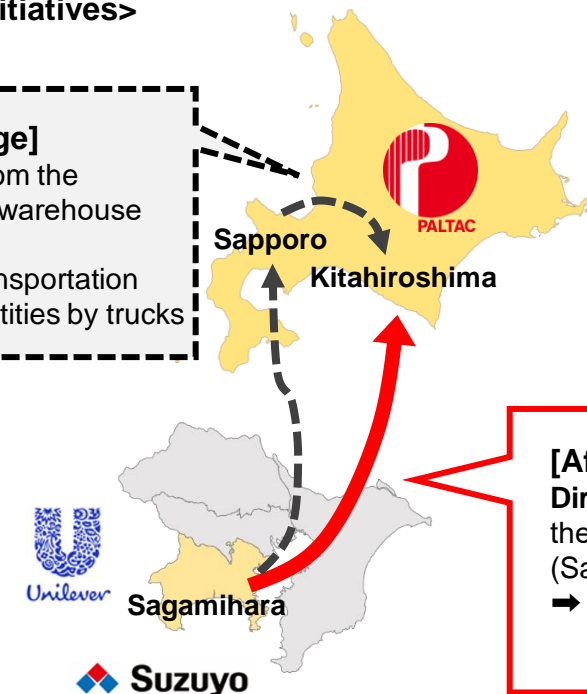 itiatives>
ge]
om the
warehouse
nsportation
tities by trucks
PALTAC
Sapporo
Kitahiroshima
[Af
Dir
the
(Sa
➡
Unilever
Sagamihara
Suzuyo